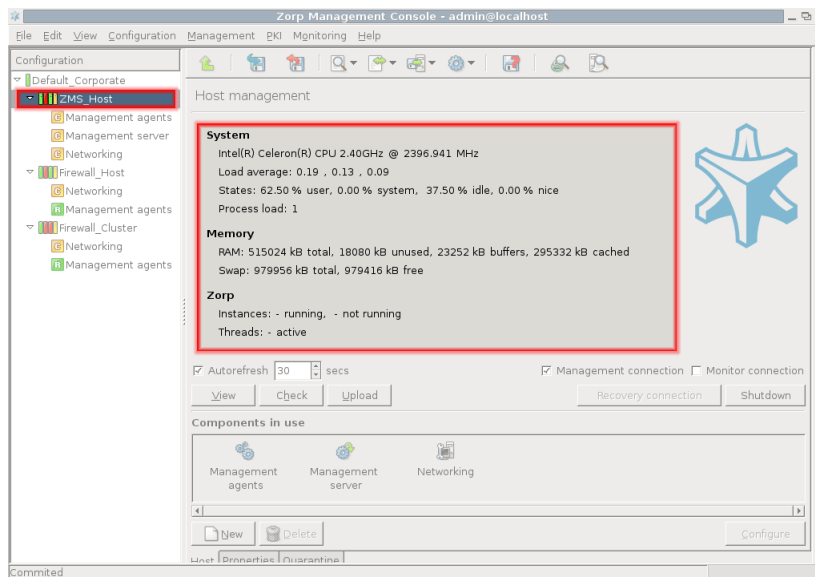 Zorp Management Console - admin@localhost
File Edit View Configuration Management PKI Monitoring Help
Configuration
Default_Corporate
ZMS_Host
Management agents
Management server
Networking
Firewall_Host
Networking
Management agents
Firewall_Cluster
Networking
Management agents
Host management
System
Intel(R) Celeron(R) CPU 2.40GHz @ 2396.941 MHz
Load average: 0.19 , 0.13 , 0.09
States: 62.50 % user, 0.00 % system, 37.50 % idle, 0.00 % nice
Process load: 1
Memory
RAM: 515024 kB total, 18080 kB unused, 23252 kB buffers, 295332 kB cached
Swap: 979956 kB total, 979416 kB free
Zorp
Instances: - running, - not running
Threads: - active
Autorefresh 30 secs Management connection Monitor connection
View Check Upload Recovery connection Shutdown
Components in use
Management agents
Management server
Networking
New Delete Configure
Host Properties Quarantine
Commited